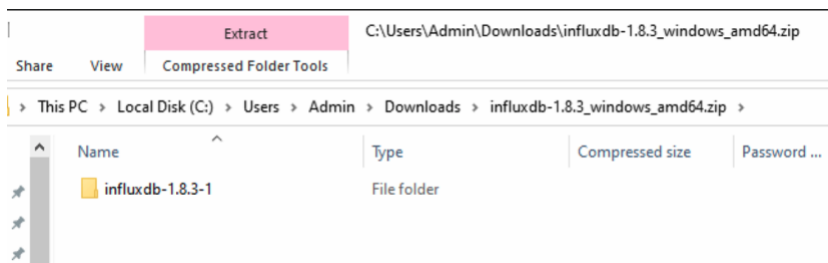 Extract C:\Users\Admin\Downloads\influxdb-1.8.3_windows_amd64.zip
Share View Compressed Folder Tools
This PC > Local Disk (C:) > Users > Admin > Downloads > influxdb-1.8.3_windows_amd64.zip >
Name Type Compressed size Password ...
influxdb-1.8.3-1 File folder